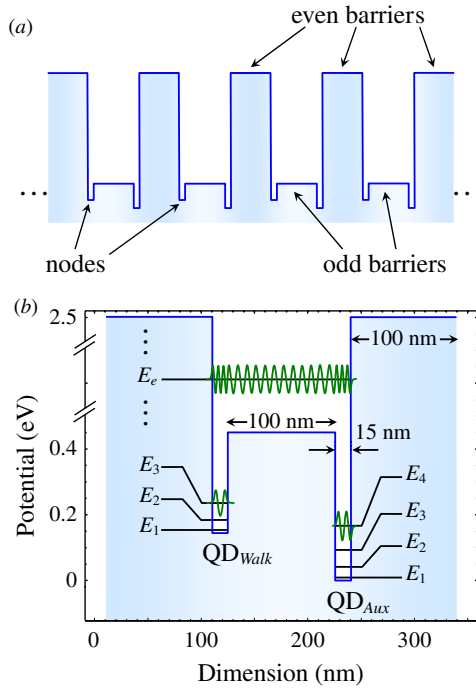 (a)
even barriers
...
...
nodes
odd barriers
(b)
2.5
100 nm
E_e
100 nm
15 nm
0.4
E_3
E_4
E_2
E_3
0.2
E_1
E_2
QD_Walk
E_1
0
QD_Aux
Potential (eV)
0 100 200 300
Dimension (nm)